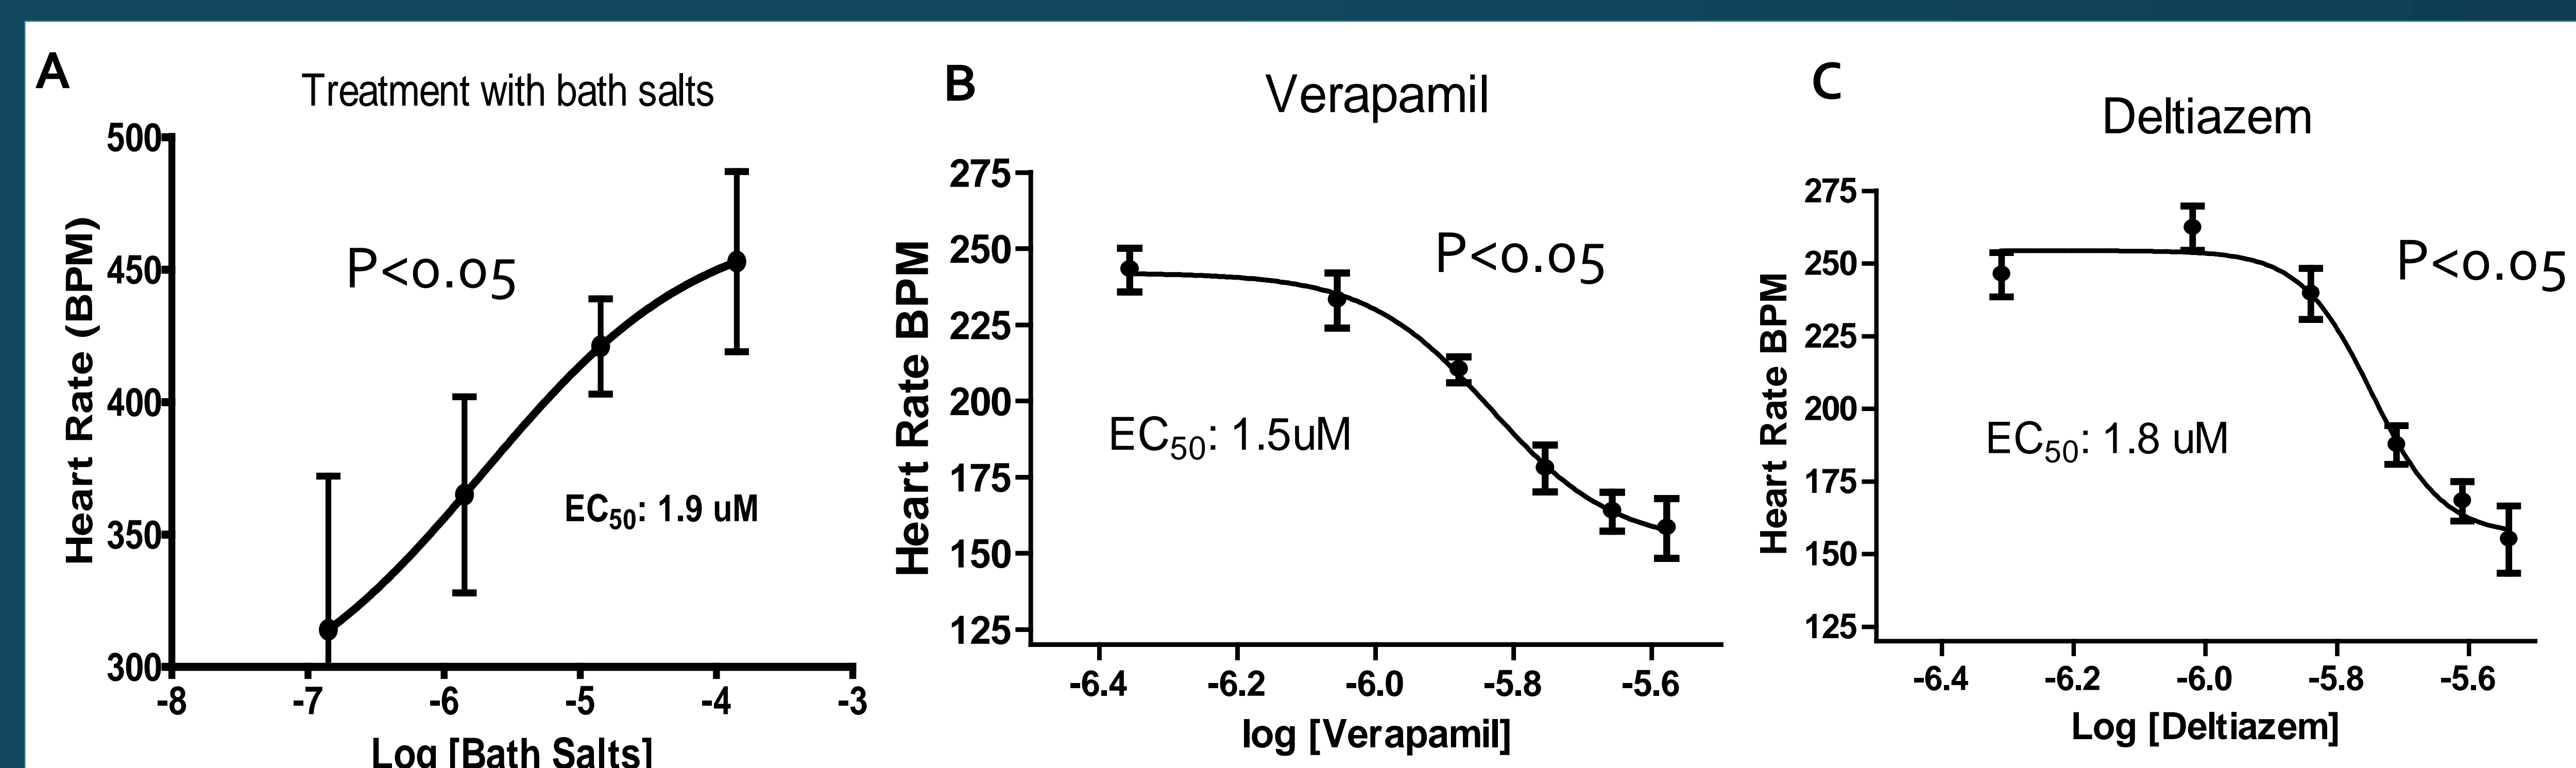 A
Treatment with bath salts
500
450
400
350
300
-8
-7
-6
-5
-4
-3
Heart Rate (BPM)
P<0.05
EC50: 1.9 uM
Log [Bath Salts]
B
Verapamil
275
250
225
200
175
150
125
-6.4
-6.2
-6.0
-5.8
-5.6
Heart Rate BPM
P<0.05
EC50: 1.5uM
log [Verapamil]
C
Deltiazem
275
250
225
200
175
150
125
-6.4
-6.2
-6.0
-5.8
-5.6
Heart Rate BPM
P<0.05
EC50: 1.8 uM
Log [Deltiazem]